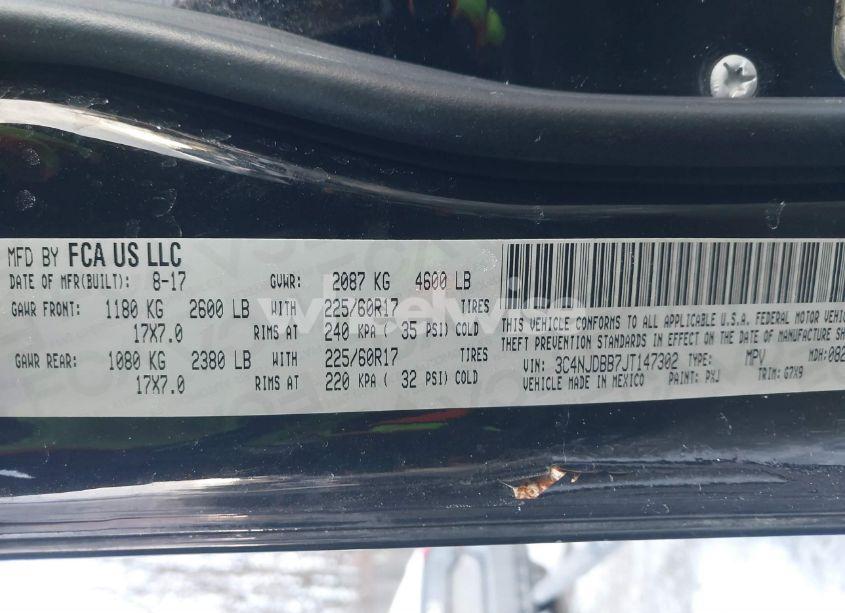 MFD BY FCA US LLC
DATE OF MFR(BUILT): 8-17 GVWR: 2087 KG 4600 LB
GAWR FRONT: 1180 KG 2600 LB WITH 225/60R17 TIRES
17X7.0 RIMS AT 240 KPA ( 35 PSI) COLD
GAWR REAR: 1080 KG 2380 LB WITH 225/60R17 TIRES
17X7.0 RIMS AT 220 KPA ( 32 PSI) COLD
THIS VEHICLE CONFORMS TO ALL APPLICABLE U.S.A. FEDERAL MOTOR VEHIC
THEFT PREVENTION STANDARDS IN EFFECT ON THE DATE OF MANUFACTURE SH
VIN: 3C4NJDBB7JT147302 TYPE: MPV MDH: 082
VEHICLE MADE IN MEXICO PAINT: PXJ TRIM: G7X9
wheelwise